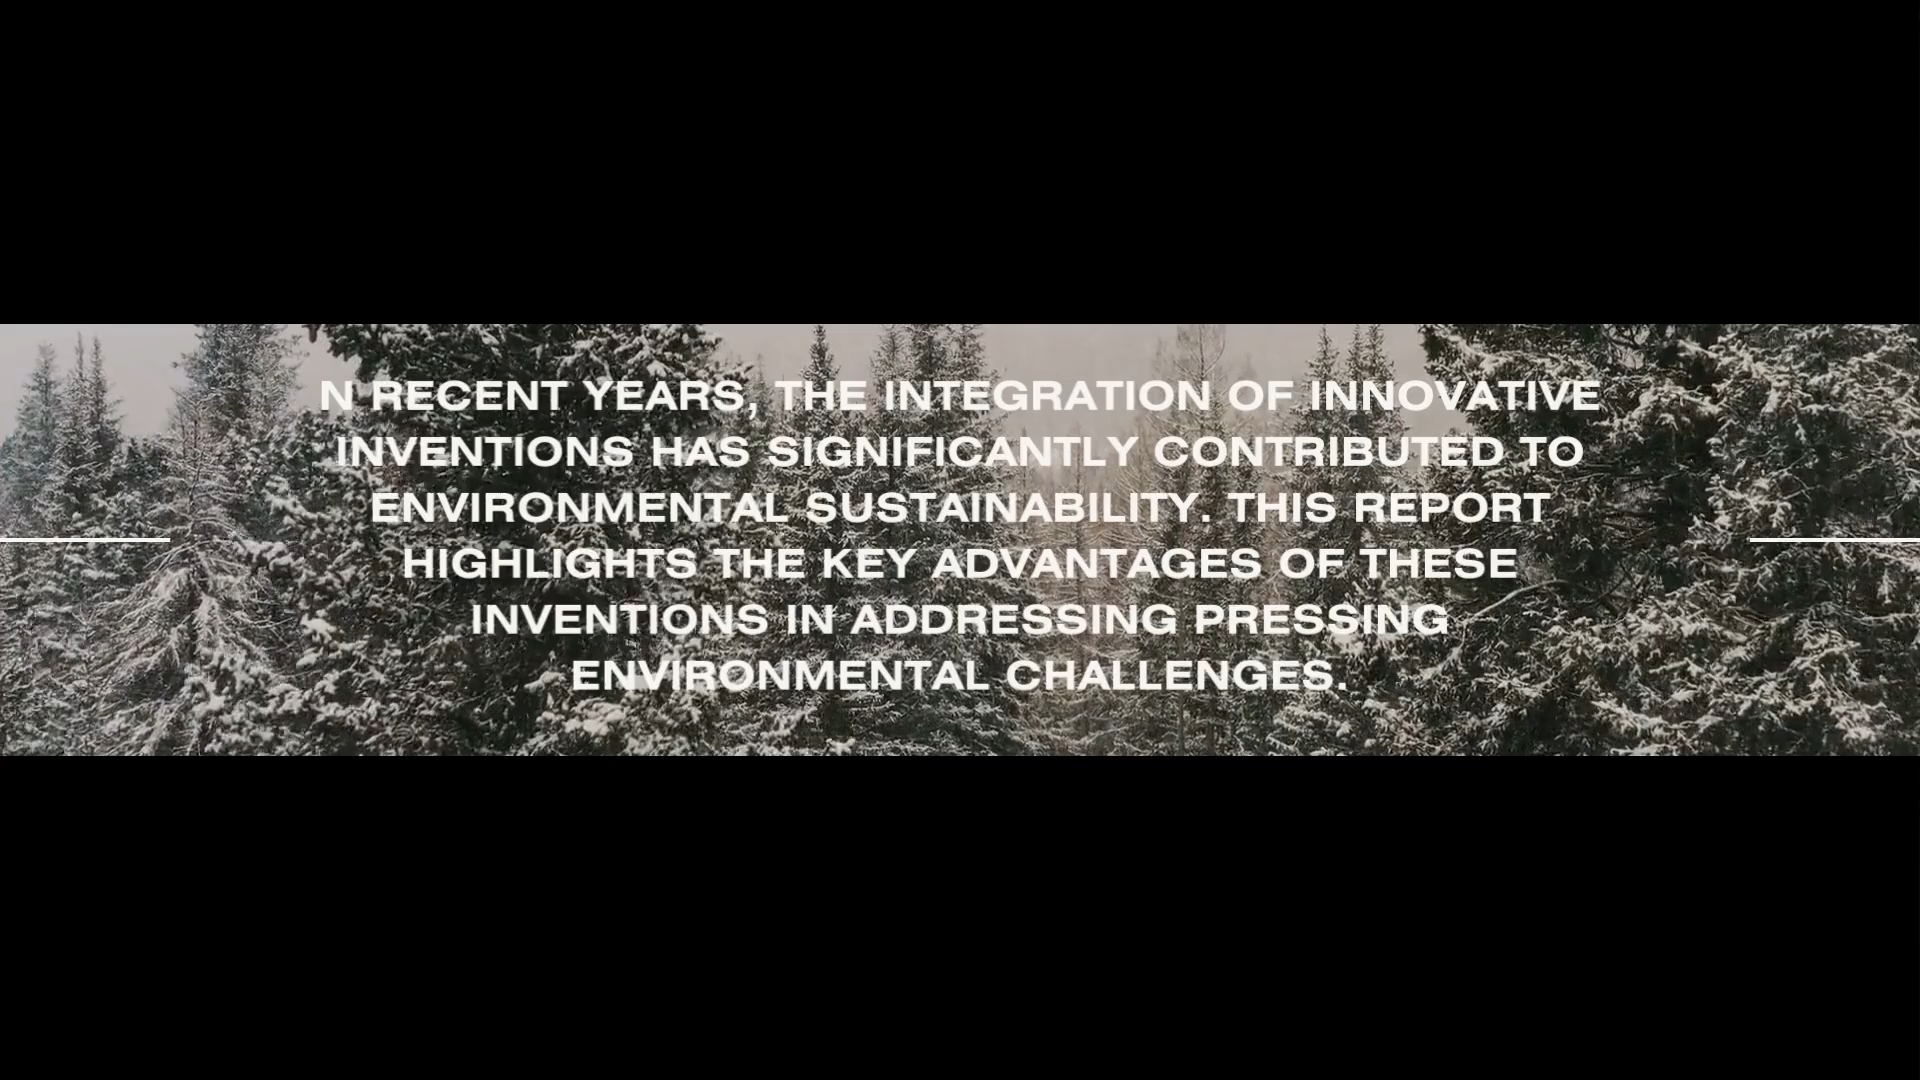 N RECENT YEARS, THE INTEGRATION OF INNOVATIVE
INVENTIONS HAS SIGNIFICANTLY CONTRIBUTED TO
ENVIRONMENTAL SUSTAINABILITY. THIS REPORT
HIGHLIGHTS THE KEY ADVANTAGES OF THESE
INVENTIONS IN ADDRESSING PRESSING
ENVIRONMENTAL CHALLENGES.